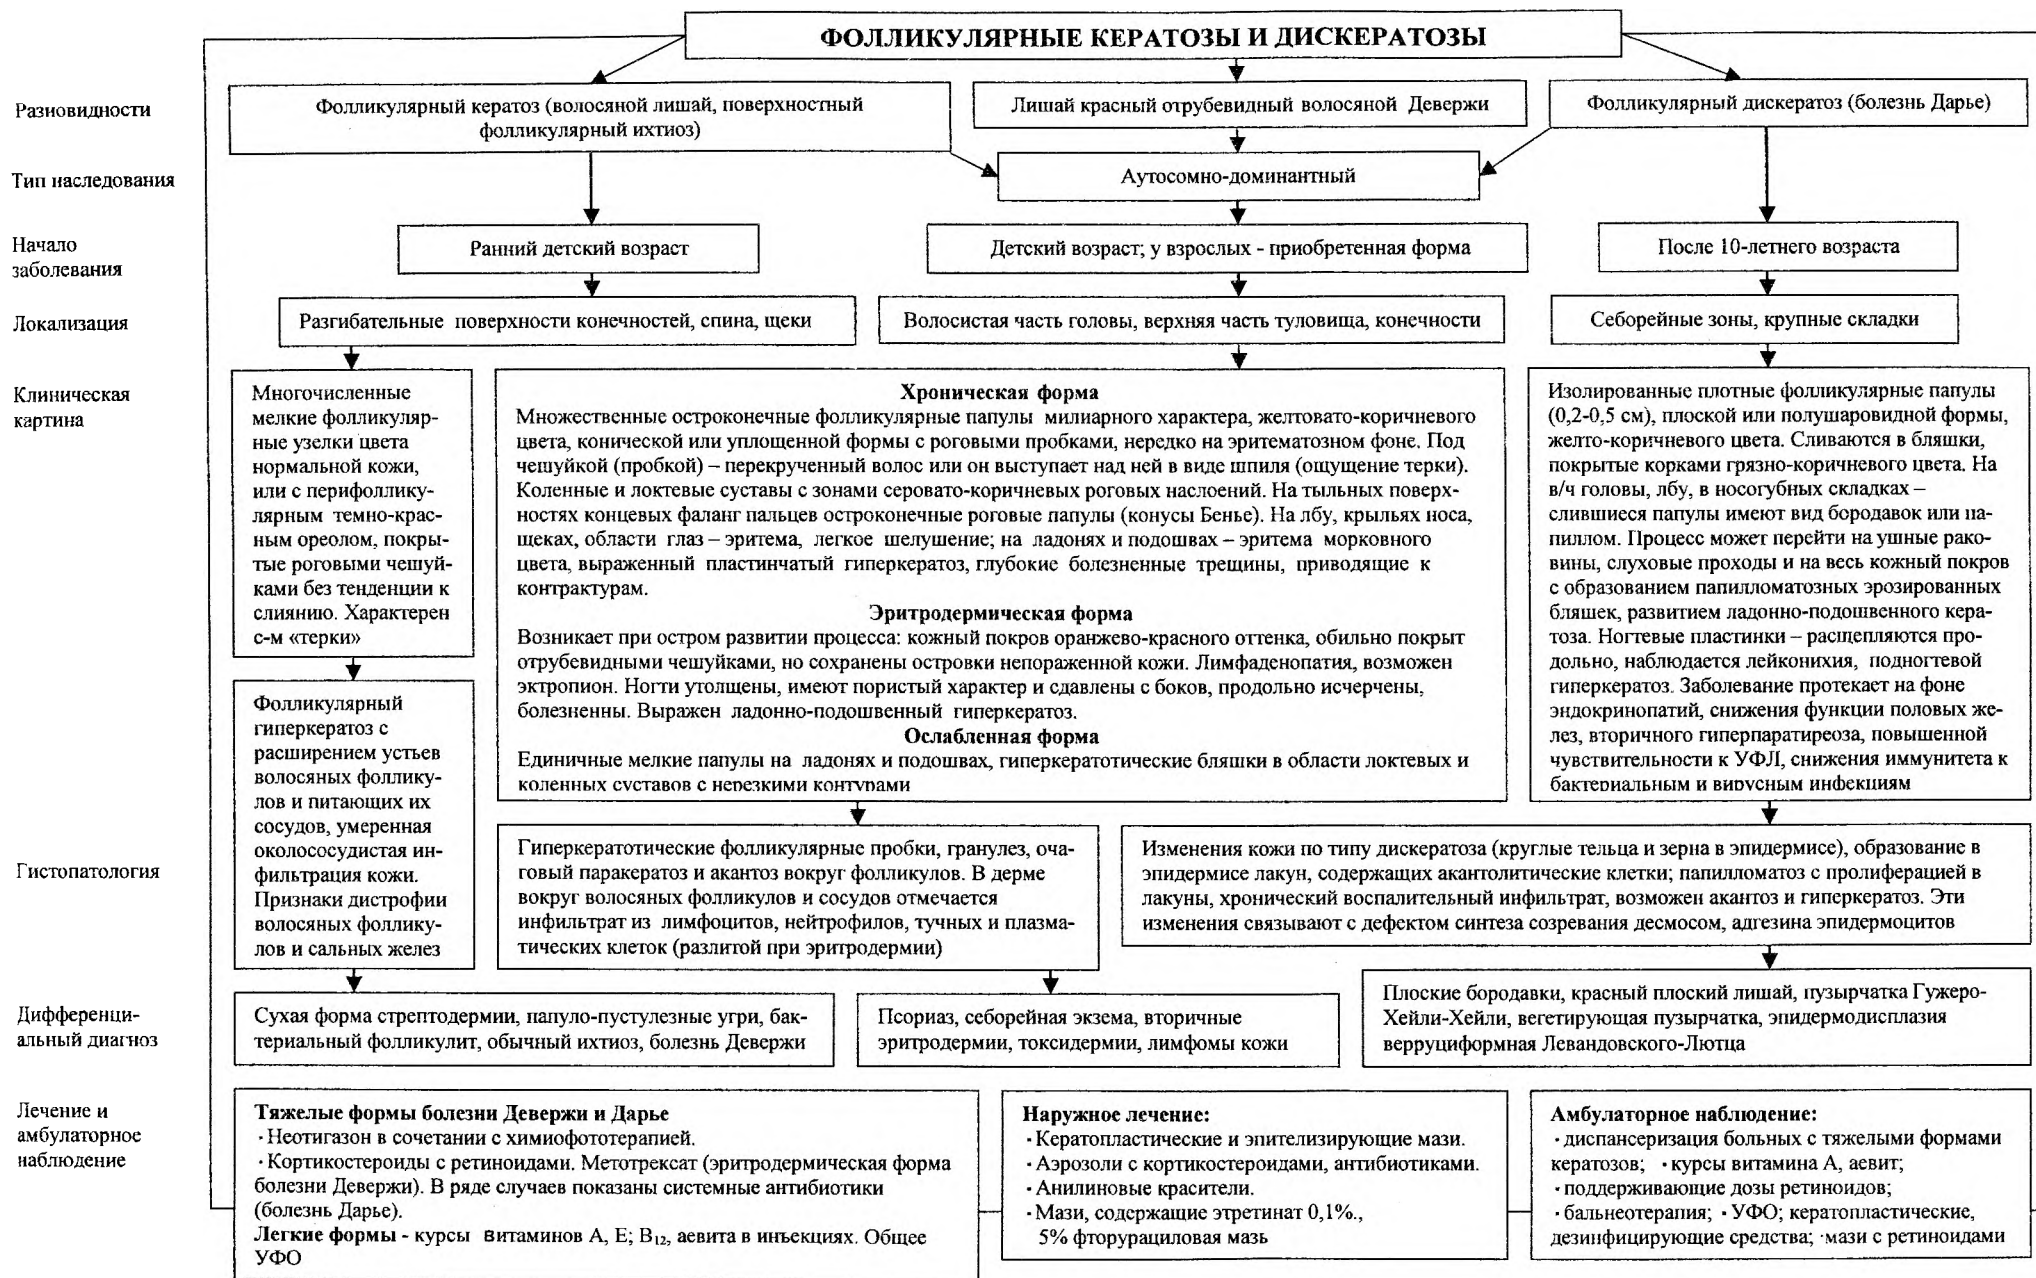 ФОЛЛИКУЛЯРНЫЕ КЕРАТОЗЫ И ДИСКЕРАТОЗЫ
Разновидности
Фолликулярный кератоз (волосяной лишай, поверхностный
фолликулярный ихтиоз)
Лишай красный отрубевидный волосяной Девержи
Фолликулярный дискератоз (болезнь Дарье)
Тип наследования
Аутосомно-доминантный
Начало
заболевания
Ранний детский возраст
Детский возраст; у взрослых - приобретенная форма
После 10-летнего возраста
Локализация
Разгибательные поверхности конечностей, спина, щеки
Волосистая часть головы, верхняя часть туловища, конечности
Себорейные зоны, крупные складки
Клиническая
картина
Многочисленные
мелкие фолликуляр-
ные узелки цвета
нормальной кожи,
или с перифоллику-
лярным темно-крас-
ным ореолом, покры-
тые роговыми чешуй-
ками без тенденции к
слиянию. Характерен
с-м «терки»
Хроническая форма
Множественные остроконечные фолликулярные папулы милиарного характера, желтовато-коричневого
цвета, конической или уплощенной формы с роговыми пробками, нередко на эритематозном фоне. Под
чешуйкой (пробкой) – перекрученный волос или он выступает над ней в виде шпиля (ощущение терки).
Коленные и локтевые суставы с зонами серовато-коричневых роговых наслоений. На тыльных поверх-
ностях концевых фаланг пальцев остроконечные роговые папулы (конусы Бенье). На лбу, крыльях носа,
щеках, области глаз – эритема, легкое шелушение; на ладонях и подошвах – эритема морковного
цвета, выраженный пластинчатый гиперкератоз, глубокие болезненные трещины, приводящие к
контрактурам.
Эритродермическая форма
Возникает при остром развитии процесса: кожный покров оранжево-красного оттенка, обильно покрыт
отрубевидными чешуйками, но сохранены островки непораженной кожи. Лимфаденопатия, возможен
эктропион. Ногти утолщены, имеют пористый характер и сдавлены с боков, продольно исчерчены,
болезненны. Выражен ладонно-подошвенный гиперкератоз.
Ослабленная форма
Единичные мелкие папулы на ладонях и подошвах, гиперкератотические бляшки в области локтевых и
коленных суставов с нерезкими контурами
Изолированные плотные фолликулярные папулы
(0,2-0,5 см), плоской или полушаровидной формы,
желто-коричневого цвета. Сливаются в бляшки,
покрытые корками грязно-коричневого цвета. На
в/ч головы, лбу, в носогубных складках –
слившиеся папулы имеют вид бородавок или па-
пиллом. Процесс может перейти на ушные рако-
вины, слуховые проходы и на весь кожный покров
с образованием папилломатозных эрозированных
бляшек, развитием ладонно-подошвенного кера-
тоза. Ногтевые пластинки – расщепляются про-
дольно, наблюдается лейконихия, подногтевой
гиперкератоз. Заболевание протекает на фоне
эндокринопатий, снижения функции половых же-
лез, вторичного гиперпаратиреоза, повышенной
чувствительности к УФЛ, снижения иммунитета к
бактериальным и вирусным инфекциям
Гистопатология
Фолликулярный
гиперкератоз с
расширением устьев
волосяных фоллику-
лов и питающих их
сосудов, умеренная
околососудистая ин-
фильтрация кожи.
Признаки дистрофии
волосяных фоллику-
лов и сальных желез
Гиперкератотические фолликулярные пробки, гранулез, оча-
говый паракератоз и акантоз вокруг фолликулов. В дерме
вокруг волосяных фолликулов и сосудов отмечается
инфильтрат из лимфоцитов, нейтрофилов, тучных и плазма-
тических клеток (разлитой при эритродермии)
Изменения кожи по типу дискератоза (круглые тельца и зерна в эпидермисе), образование в
эпидермисе лакун, содержащих акантолитические клетки; папилломатоз с пролиферацией в
лакуны, хронический воспалительный инфильтрат, возможен акантоз и гиперкератоз. Эти
изменения связывают с дефектом синтеза созревания десмосом, адгезина эпидермоцитов
Дифференци-
альный диагноз
Сухая форма стрептодермии, папуло-пустулезные угри, бак-
териальный фолликулит, обычный ихтиоз, болезнь Девержи
Псориаз, себорейная экзема, вторичные
эритродермии, токсидермии, лимфомы кожи
Плоские бородавки, красный плоский лишай, пузырчатка Гужеро-
Хейли-Хейли, вегетирующая пузырчатка, эпидермодисплазия
верруциформная Левандовского-Лютца
Лечение и
амбулаторное
наблюдение
Тяжелые формы болезни Девержи и Дарье
· Неотигазон в сочетании с химиофототерапией.
· Кортикостероиды с ретиноидами. Метотрексат (эритродермическая форма
болезни Девержи). В ряде случаев показаны системные антибиотики
(болезнь Дарье).
Легкие формы - курсы витаминов А, Е; В₁₂, аевита в инъекциях. Общее
УФО
Наружное лечение:
· Кератопластические и эпителизирующие мази.
· Аэрозоли с кортикостероидами, антибиотиками.
· Анилиновые красители.
· Мази, содержащие этретинат 0,1%.,
5% фторурациловая мазь
Амбулаторное наблюдение:
· диспансеризация больных с тяжелыми формами
кератозов; · курсы витамина А, аевит;
· поддерживающие дозы ретиноидов;
· бальнеотерапия; · УФО; кератопластические,
дезинфицирующие средства; ·мази с ретиноидами